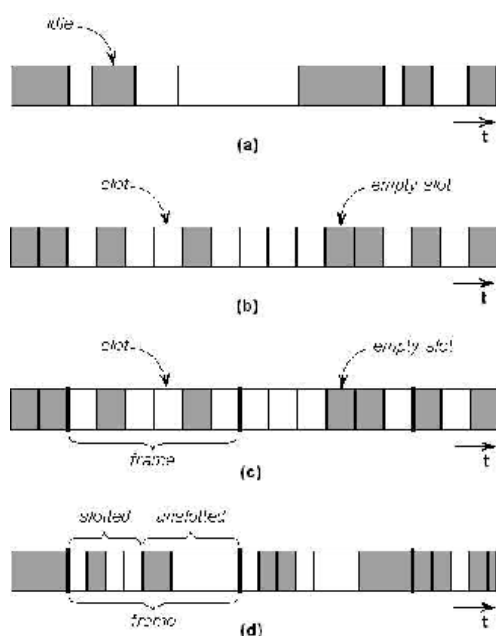 idle
t
(a)
slot
empty slot
t
(b)
slot
empty slot
frame
t
(c)
slotted
unslotted
frame
t
(d)